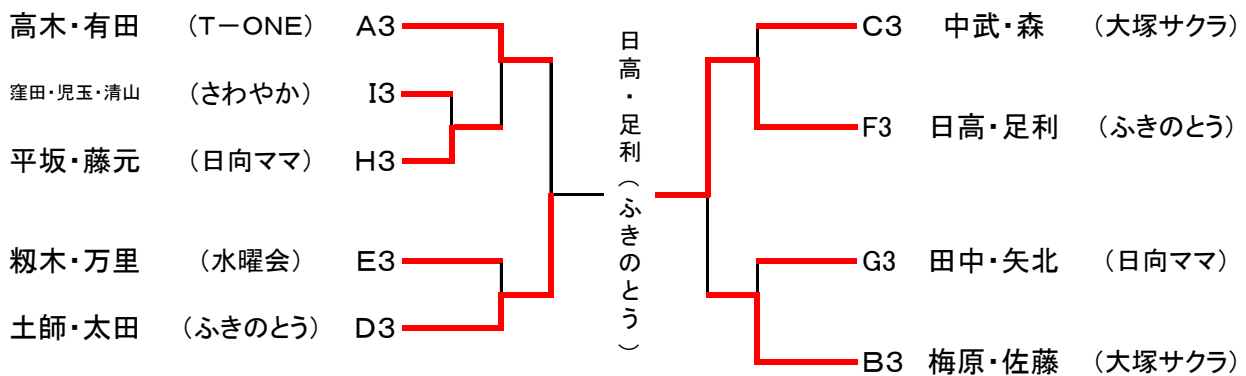 高木・有田 （T－ONE） A3
窪田・児玉・清山 （さわやか） I3
平坂・藤元 （日向ママ） H3
籾木・万里 （水曜会） E3
土師・太田 （ふきのとう） D3
日高・足利（ふきのとう）
C3 中武・森 （大塚サクラ）
F3 日高・足利 （ふきのとう）
G3 田中・矢北 （日向ママ）
B3 梅原・佐藤 （大塚サクラ）